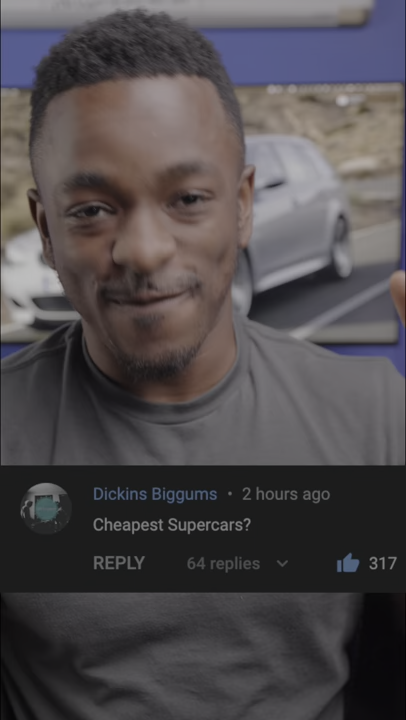 Dickins Biggums • 2 hours ago
Cheapest Supercars?
REPLY 64 replies 317